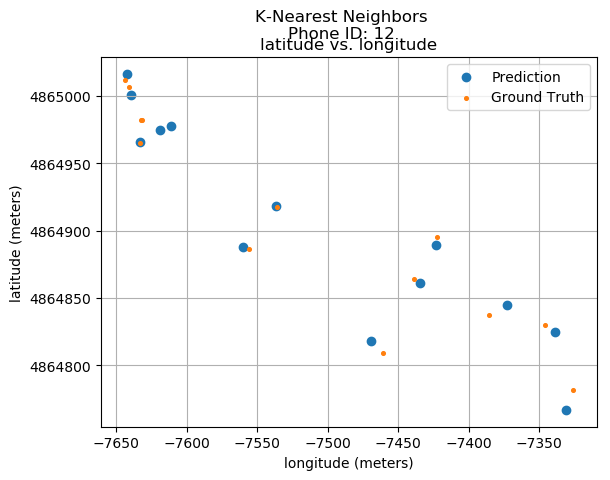 K-Nearest Neighbors
Phone ID: 12
latitude vs. longitude
Prediction
Ground Truth
4865000
4864950
4864900
4864850
4864800
latitude (meters)
−7650 −7600 −7550 −7500 −7450 −7400 −7350
longitude (meters)